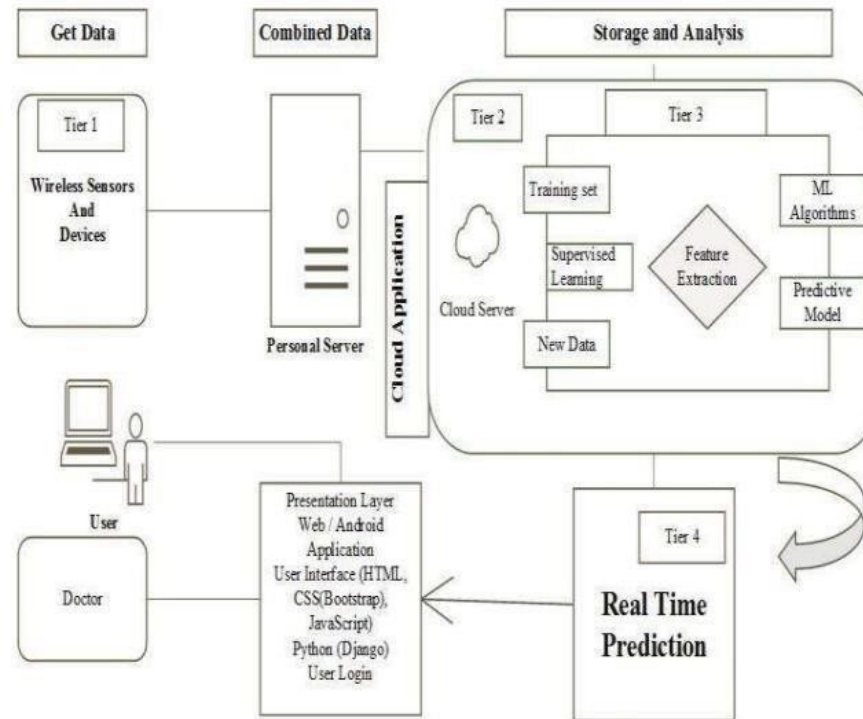 Get Data
Combined Data
Storage and Analysis
Tier 1
Wireless Sensors
And
Devices
Personal Server
Cloud Application
Tier 2
Cloud Server
Tier 3
Training set
Supervised
Learning
New Data
Feature
Extraction
ML
Algorithms
Predictive
Model
User
Doctor
Presentation Layer
Web / Android
Application
User Interface (HTML,
CSS(Bootstrap),
JavaScript)
Python (Django)
User Login
Tier 4
Real Time
Prediction